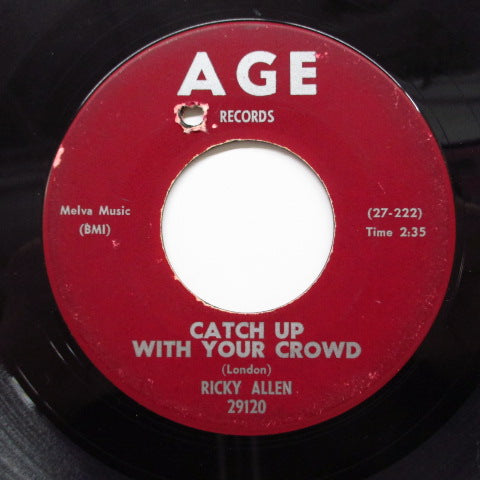 AGE
RECORDS
Melva Music
(BMI)
(27-222)
Time 2:35
CATCH UP
WITH YOUR CROWD
(London)
RICKY ALLEN
29120